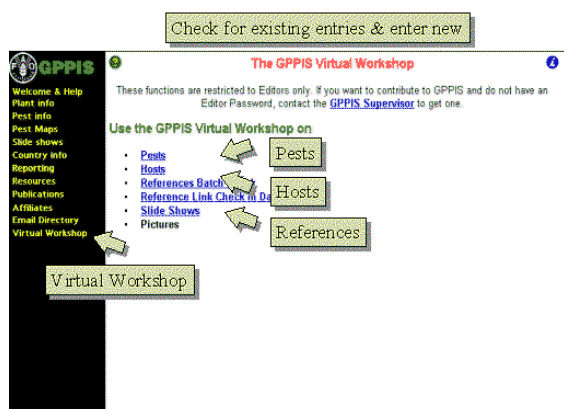 Check for existing entries & enter new
FAO
GPPIS
The GPPIS Virtual Workshop
Welcome & Help
Plant info
Pest info
Pest Maps
Slide shows
Country info
Reporting
Resources
Publications
Affiliates
Email Directory
Virtual Workshop
These functions are restricted to Editors only. If you want to contribute to GPPIS and do not have an
Editor Password, contact the GPPIS Supervisor to get one.
Use the GPPIS Virtual Workshop on
Pests
Pests
Hosts
References Batch
Hosts
Reference Link Check in Da
Slide Shows
References
Pictures
Virtual Workshop